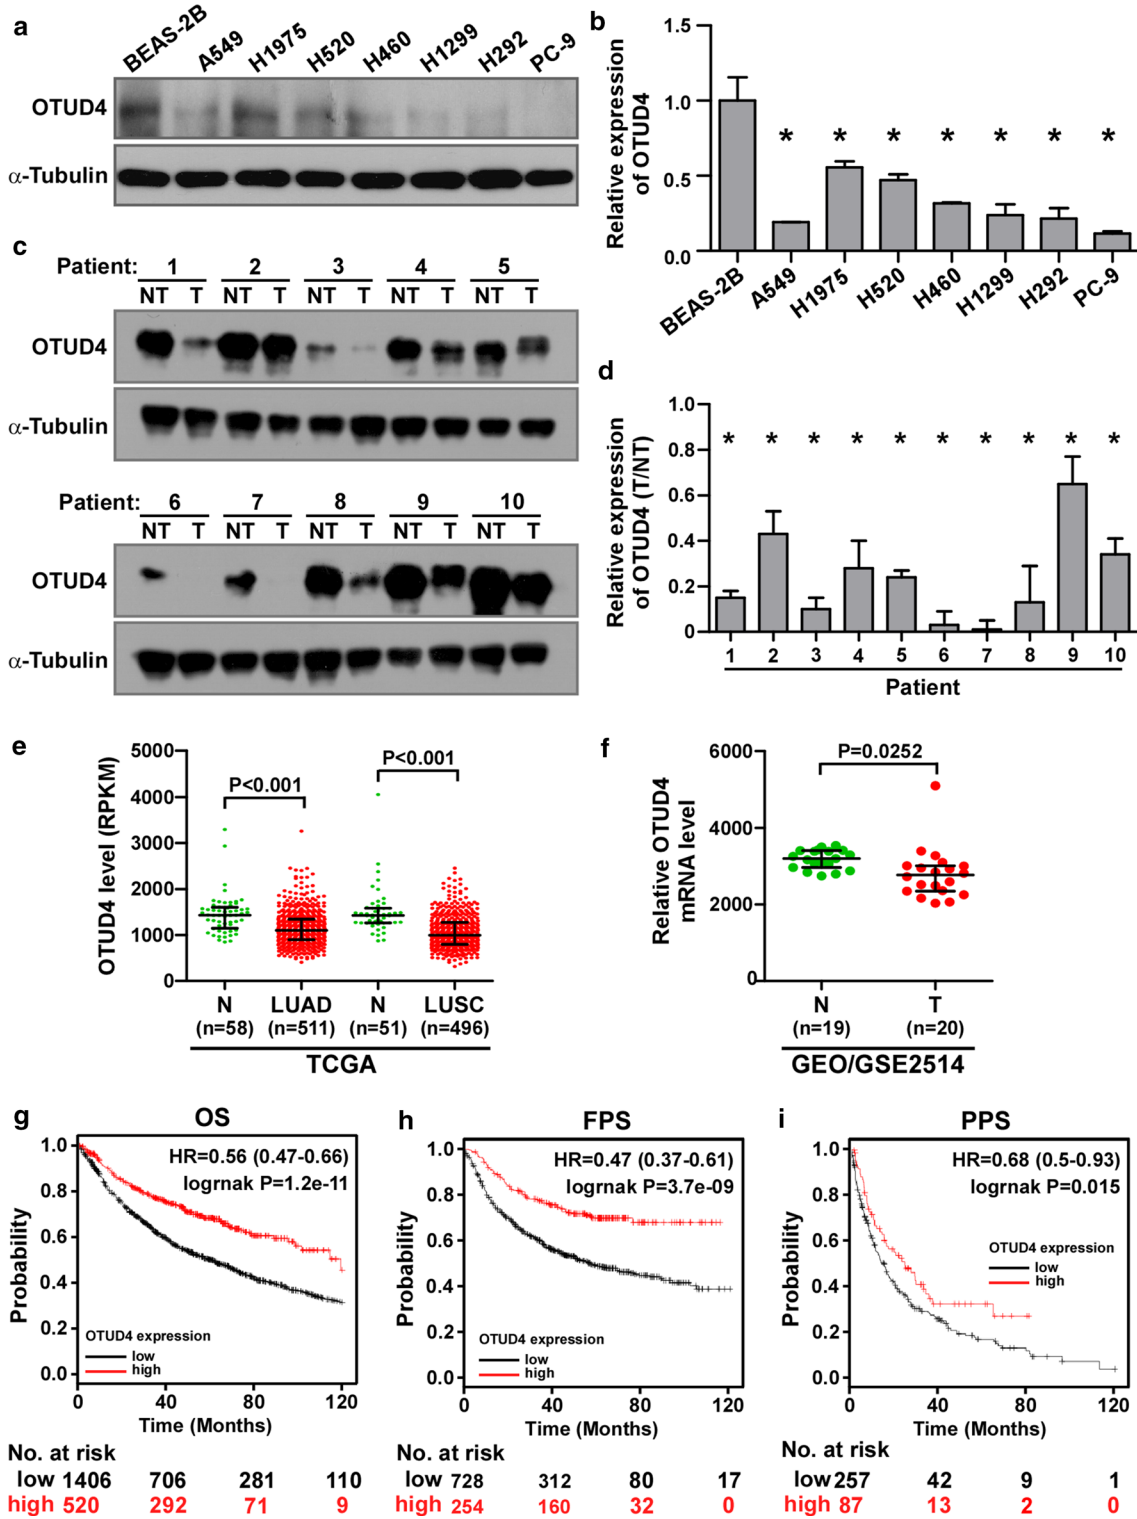 a
BEAS-2B A549 H1975 H520 H460 H1299 H292 PC-9
OTUD4
α-Tubulin
b
Relative expression
of OTUD4
1.5
1.0
0.5
0.0
* * * * * * *
BEAS-2B A549 H1975 H520 H460 H1299 H292 PC-9
c
Patient: 1 2 3 4 5
NT T NT T NT T NT T NT T
OTUD4
α-Tubulin
Patient: 6 7 8 9 10
NT T NT T NT T NT T NT T
OTUD4
α-Tubulin
d
Relative expression
of OTUD4 (T/NT)
1.0
0.8
0.6
0.4
0.2
0
* * * * * * * * * *
1 2 3 4 5 6 7 8 9 10
Patient
e
OTUD4 level (RPKM)
5000
4000
3000
2000
1000
0
P<0.001
P<0.001
N LUAD N LUSC
(n=58) (n=511) (n=51) (n=496)
TCGA
f
Relative OTUD4
mRNA level
6000
4000
2000
0
P=0.0252
N T
(n=19) (n=20)
GEO/GSE2514
g
OS
HR=0.56 (0.47-0.66)
logrnak P=1.2e-11
Probability
1.0
0.8
0.6
0.4
0.2
0.0
OTUD4 expression
low
high
0 40 80 120
Time (Months)
No. at risk
low 1406 706 281 110
high 520 292 71 9
h
FPS
HR=0.47 (0.37-0.61)
logrnak P=3.7e-09
Probability
1.0
0.8
0.6
0.4
0.2
0.0
OTUD4 expression
low
high
0 40 80 120
Time (Months)
No. at risk
low 728 312 80 17
high 254 160 32 0
i
PPS
HR=0.68 (0.5-0.93)
logrnak P=0.015
Probability
1.0
0.8
0.6
0.4
0.2
0.0
OTUD4 expression
low
high
0 40 80 120
Time (Months)
No. at risk
low 257 42 9 1
high 87 13 2 0